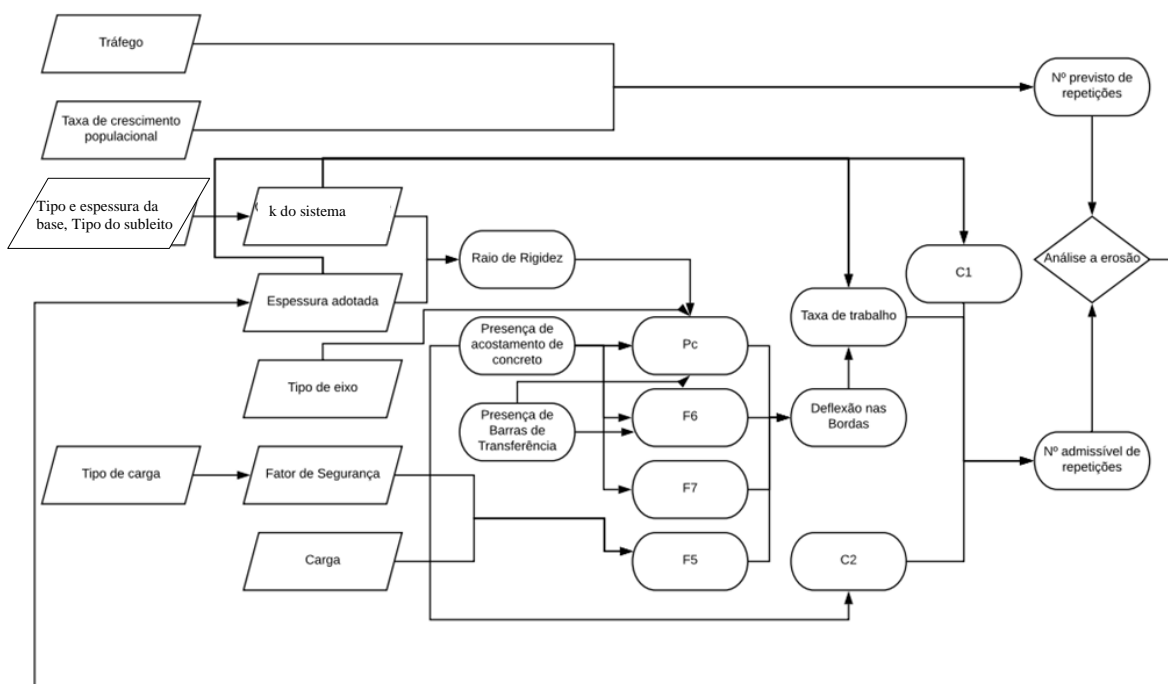 Tráfego
Taxa de crescimento
populacional
Nº previsto de
repetições
Tipo e espessura da
base, Tipo do subleito
k do sistema
Raio de Rigidez
C1
Análise a erosão
Espessura adotada
Taxa de trabalho
Presença de
acostamento de
concreto
Pc
Tipo de eixo
Presença de
Barras de
Transferência
F6
Deflexão nas
Bordas
Tipo de carga
Fator de Segurança
F7
Nº admissível de
repetições
Carga
F5
C2